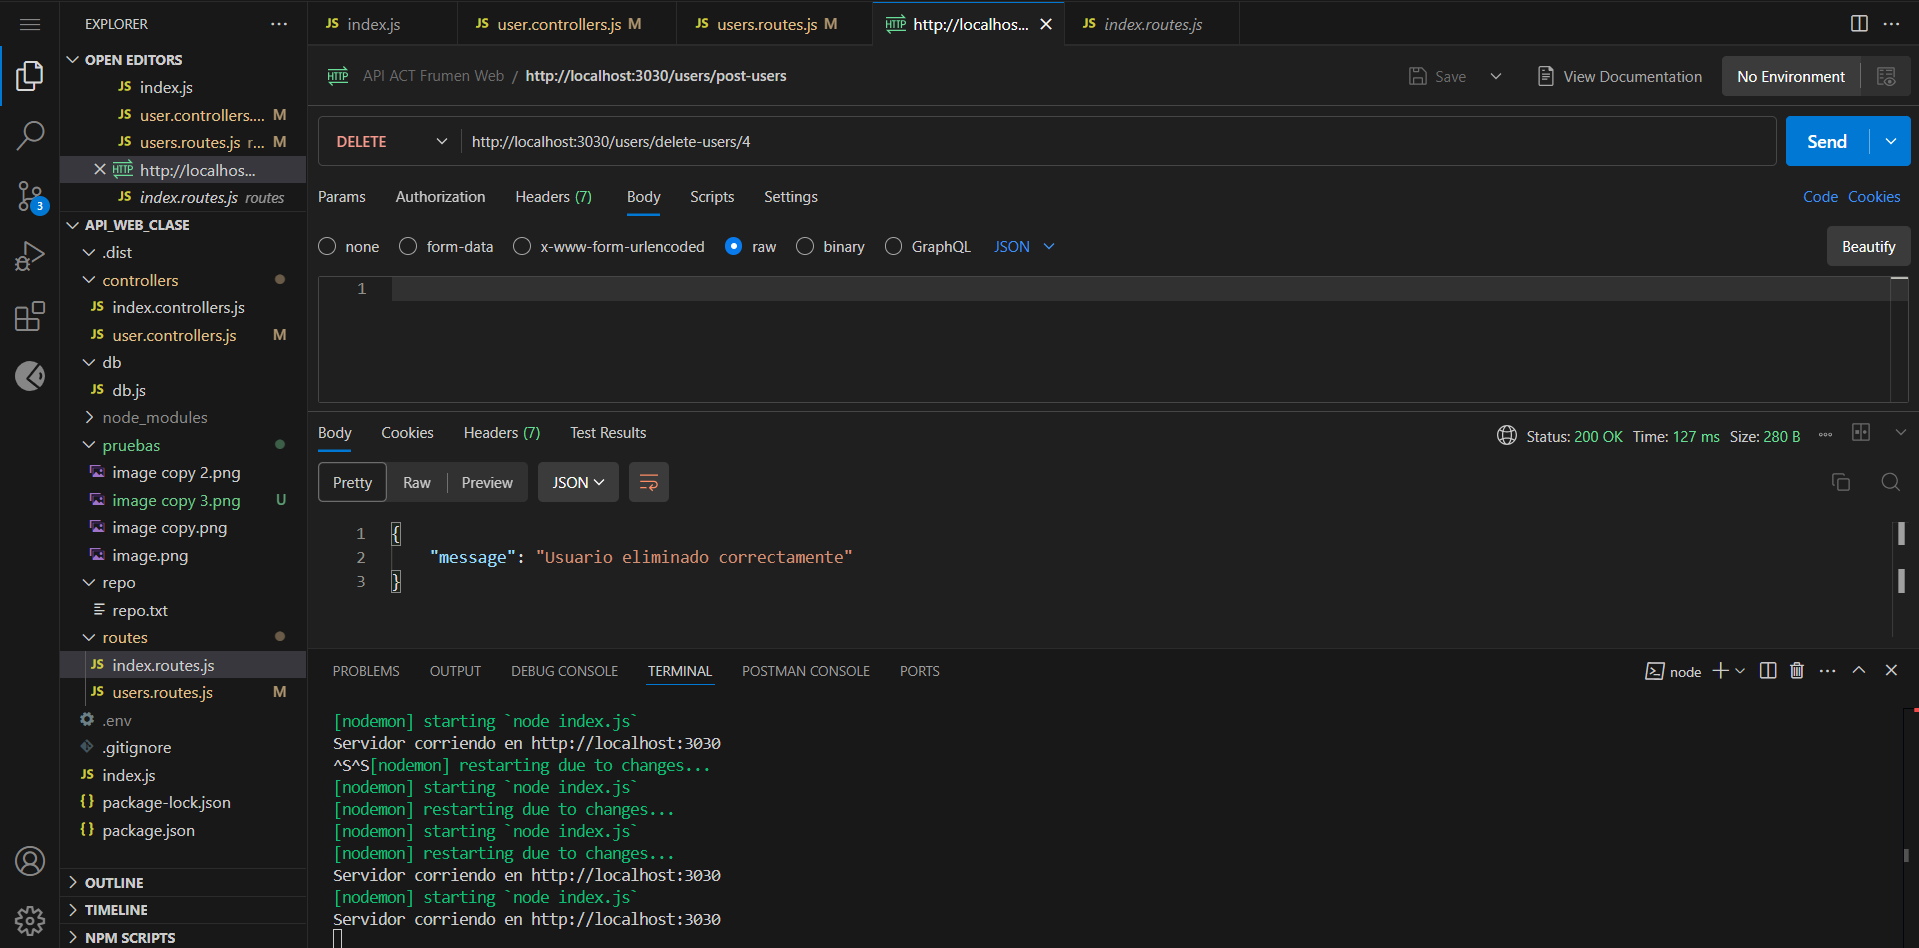 EXPLORER
OPEN EDITORS
JS index.js
JS user.controllers.... M
JS users.routes.js r... M
HTTP http://localhos...
JS index.routes.js routes
API_WEB_CLASE
.dist
controllers
JS index.controllers.js
JS user.controllers.js M
db
JS db.js
node_modules
pruebas
image copy 2.png
image copy 3.png U
image copy.png
image.png
repo
repo.txt
routes
JS index.routes.js
JS users.routes.js M
.env
.gitignore
JS index.js
{} package-lock.json
{} package.json
OUTLINE
TIMELINE
NPM SCRIPTS
3
JS index.js
JS user.controllers.js M
JS users.routes.js M
HTTP http://localhos...
JS index.routes.js
HTTP API ACT Frumen Web / http://localhost:3030/users/post-users
Save
View Documentation
No Environment
DELETE http://localhost:3030/users/delete-users/4
Send
Params Authorization Headers (7) Body Scripts Settings
Code Cookies
none form-data x-www-form-urlencoded raw binary GraphQL JSON
Beautify
1
Body Cookies Headers (7) Test Results
Status: 200 OK Time: 127 ms Size: 280 B
Pretty Raw Preview JSON
1 {
2 "message": "Usuario eliminado correctamente"
3 }
PROBLEMS OUTPUT DEBUG CONSOLE TERMINAL POSTMAN CONSOLE PORTS
node
[nodemon] starting `node index.js`
Servidor corriendo en http://localhost:3030
^S^S[nodemon] restarting due to changes...
[nodemon] starting `node index.js`
[nodemon] restarting due to changes...
[nodemon] starting `node index.js`
[nodemon] restarting due to changes...
Servidor corriendo en http://localhost:3030
[nodemon] starting `node index.js`
Servidor corriendo en http://localhost:3030